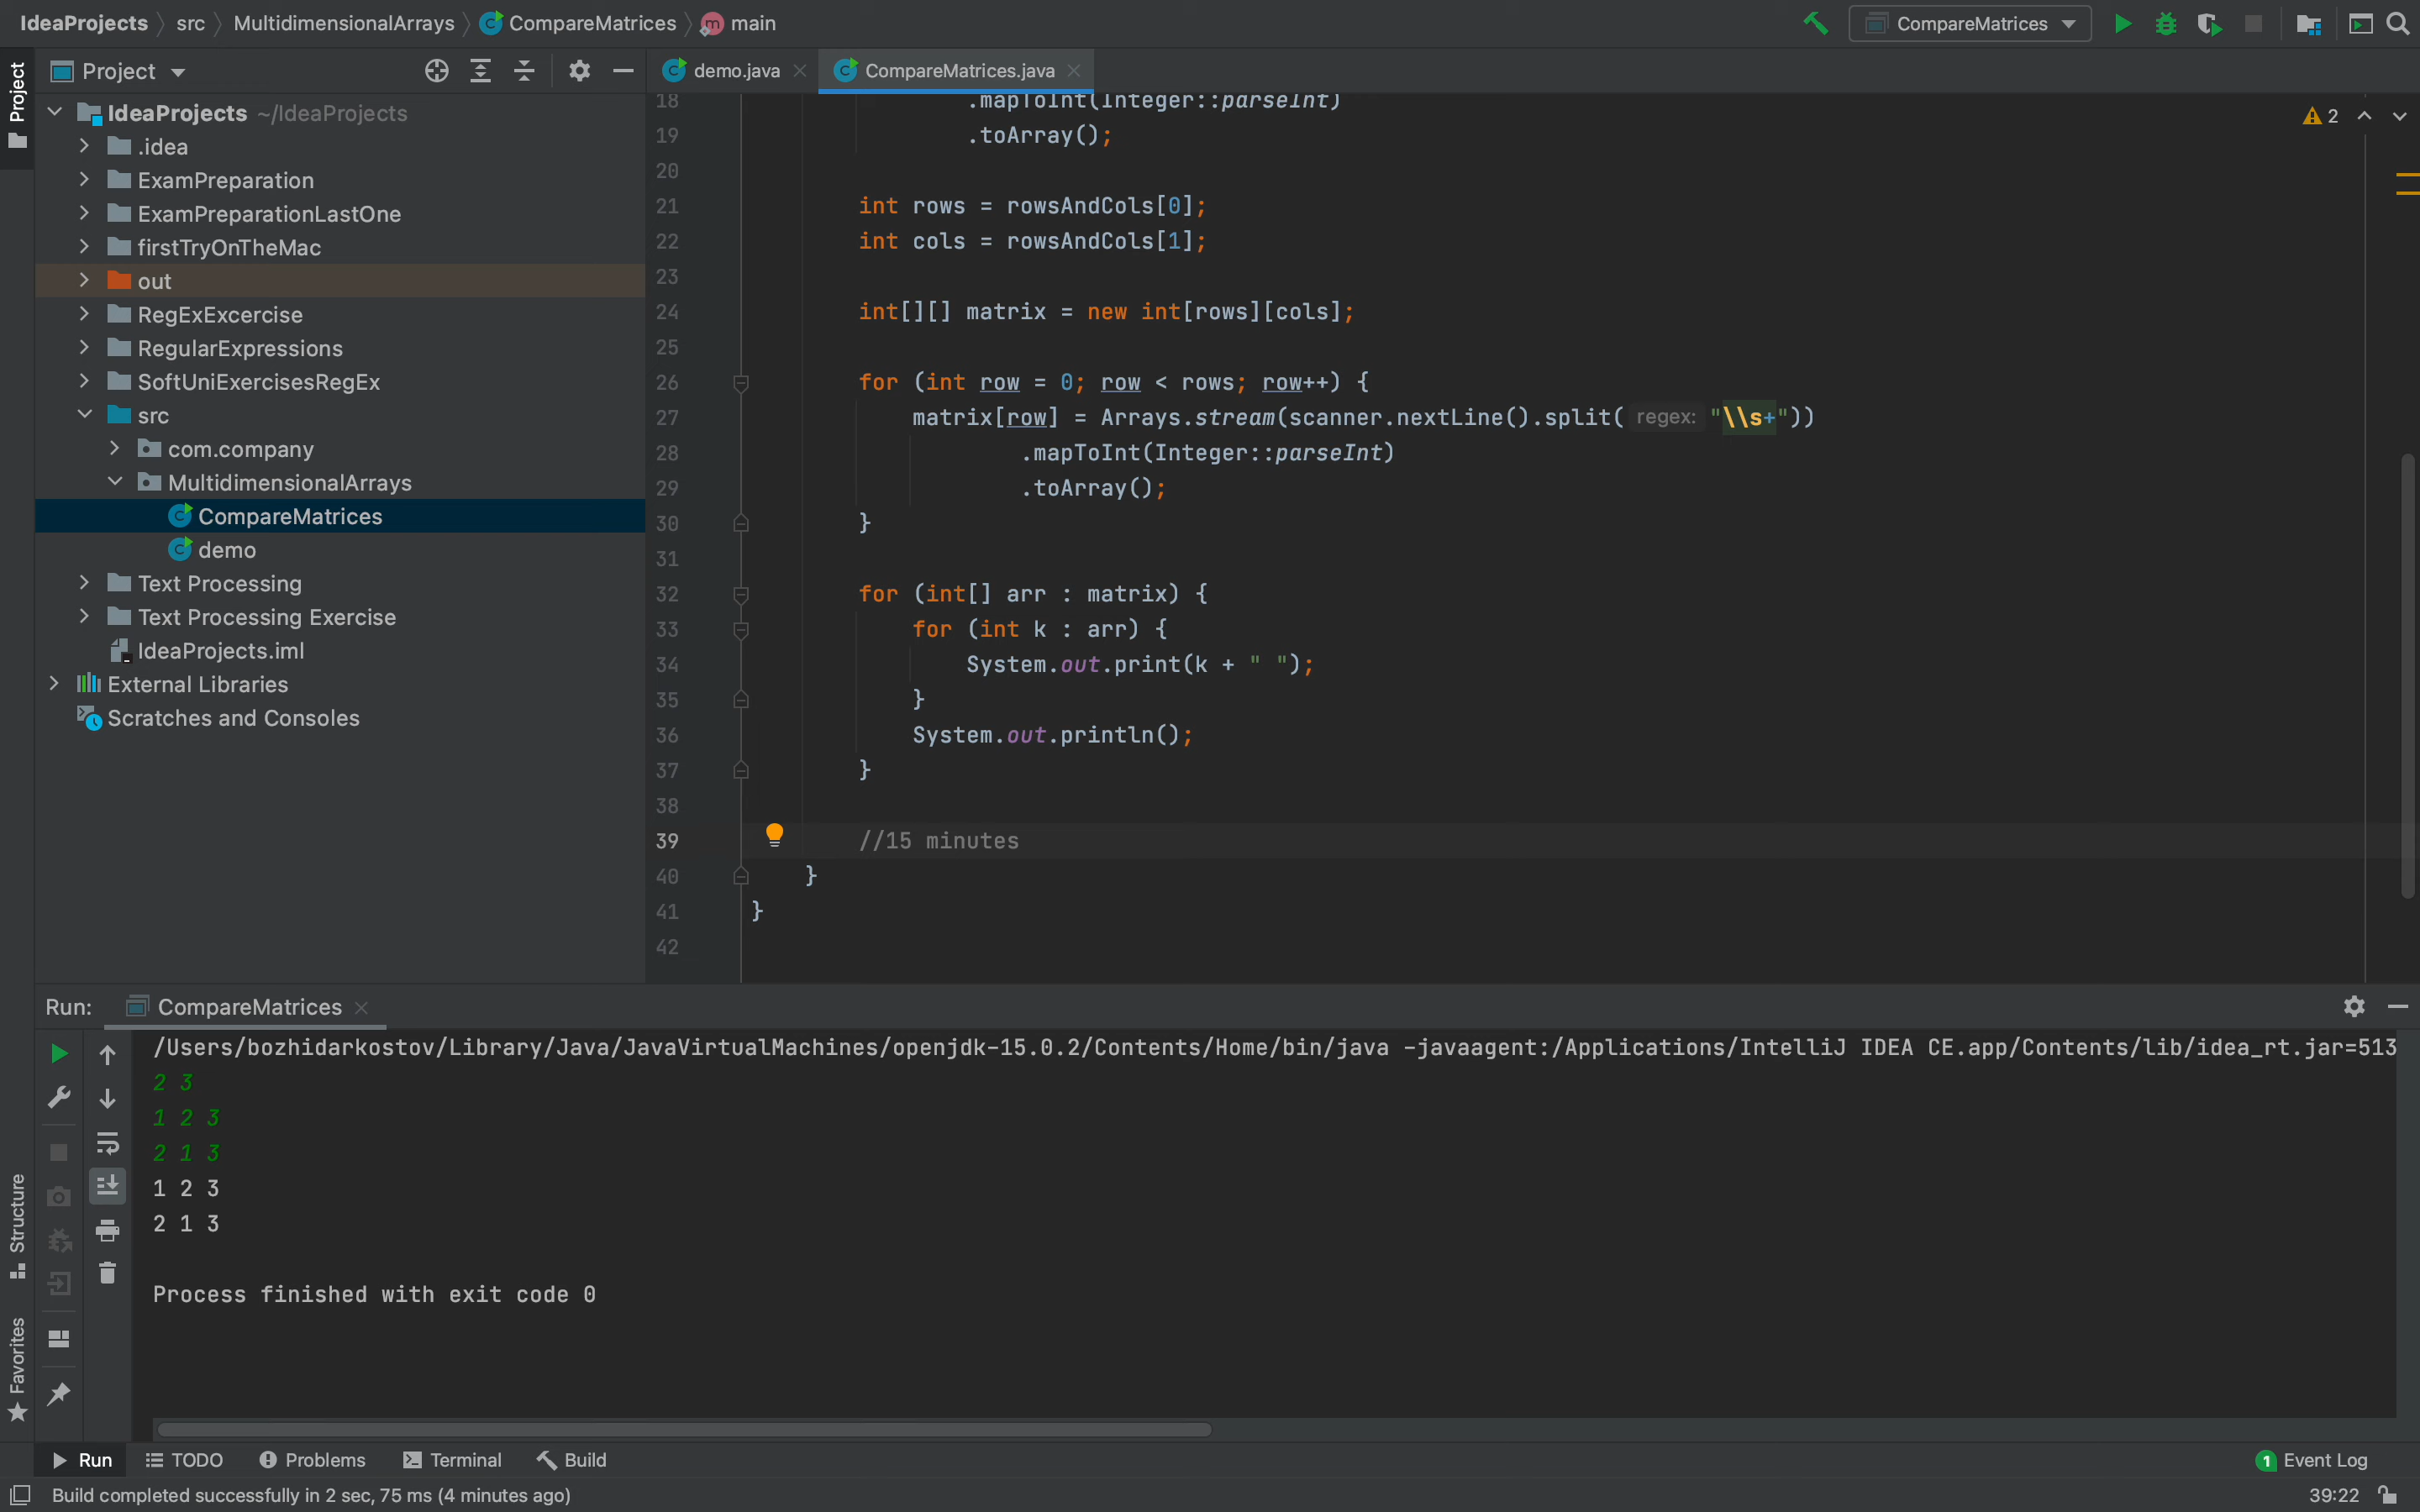 IdeaProjects src MultidimensionalArrays CompareMatrices main
CompareMatrices
Project
Project
demo.java
CompareMatrices.java
IdeaProjects ~/IdeaProjects
.idea
ExamPreparation
ExamPreparationLastOne
firstTryOnTheMac
out
RegExExcercise
RegularExpressions
SoftUniExercisesRegEx
src
com.company
MultidimensionalArrays
CompareMatrices
demo
Text Processing
Text Processing Exercise
IdeaProjects.iml
External Libraries
Scratches and Consoles
2
18 .mapToInt(Integer::parseInt)
19 .toArray();
20
21 int rows = rowsAndCols[0];
22 int cols = rowsAndCols[1];
23
24 int[][] matrix = new int[rows][cols];
25
26 for (int row = 0; row < rows; row++) {
27 matrix[row] = Arrays.stream(scanner.nextLine().split( regex: "\\s+"))
28 .mapToInt(Integer::parseInt)
29 .toArray();
30 }
31
32 for (int[] arr : matrix) {
33 for (int k : arr) {
34 System.out.print(k + " ");
35 }
36 System.out.println();
37 }
38
39 //15 minutes
40 }
41 }
42
Run: CompareMatrices
/Users/bozhidarkostov/Library/Java/JavaVirtualMachines/openjdk-15.0.2/Contents/Home/bin/java -javaagent:/Applications/IntelliJ IDEA CE.app/Contents/lib/idea_rt.jar=513
2 3
1 2 3
2 1 3
1 2 3
2 1 3
Process finished with exit code 0
Structure
Favorites
Run TODO Problems Terminal Build
1 Event Log
Build completed successfully in 2 sec, 75 ms (4 minutes ago)
39:22